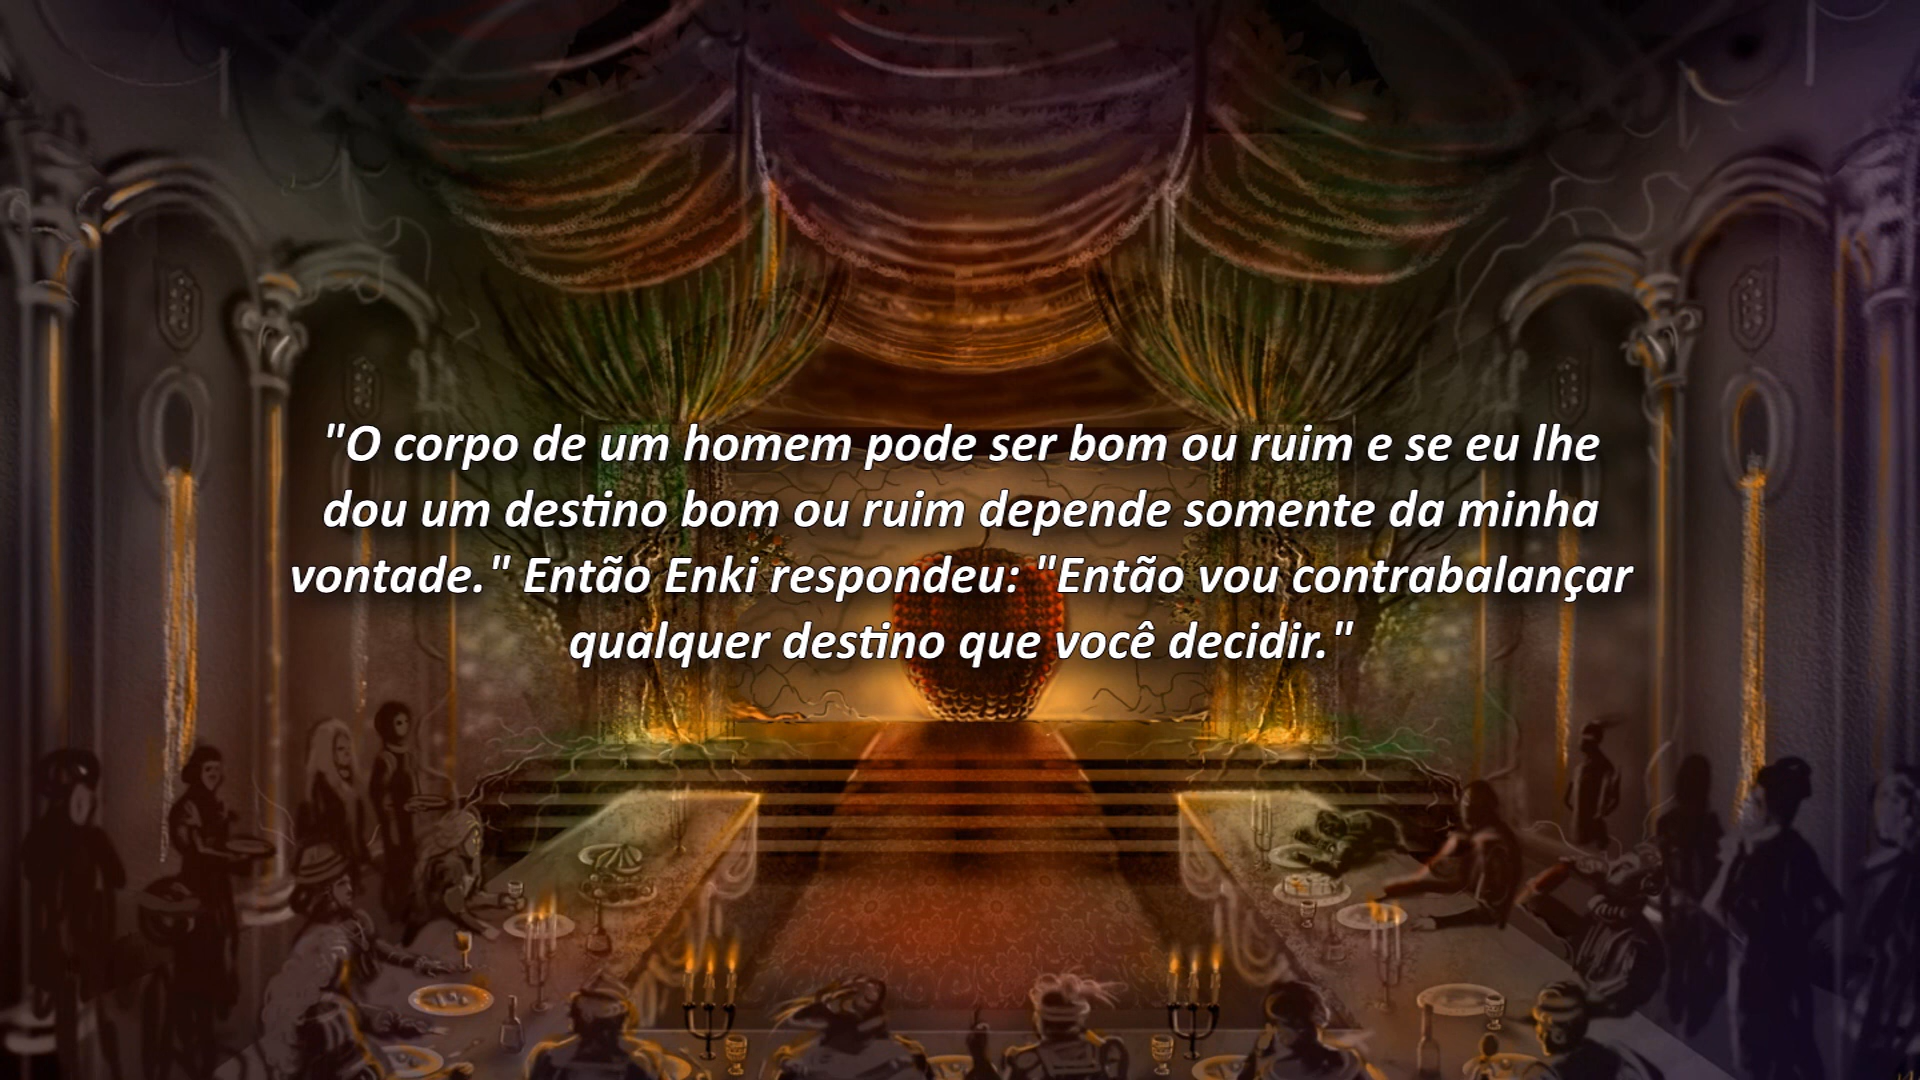 "O corpo de um homem pode ser bom ou ruim e se eu lhe
dou um destino bom ou ruim depende somente da minha
vontade." Então Enki respondeu: "Então vou contrabalançar
qualquer destino que você decidir."